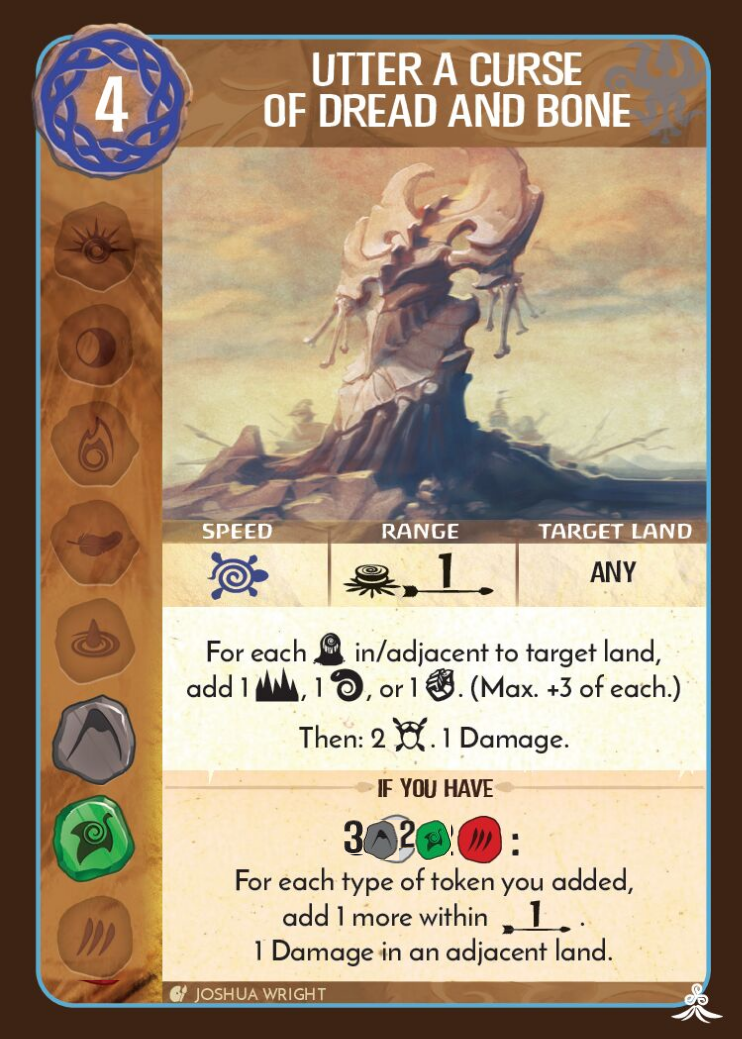 4
UTTER A CURSE
OF DREAD AND BONE
SPEED RANGE TARGET LAND
1 ANY
For each in/adjacent to target land,
add 1 , 1 , or 1 . (Max. +3 of each.)
Then: 2 . 1 Damage.
IF YOU HAVE
3 2 :
For each type of token you added,
add 1 more within 1 .
1 Damage in an adjacent land.
JOSHUA WRIGHT